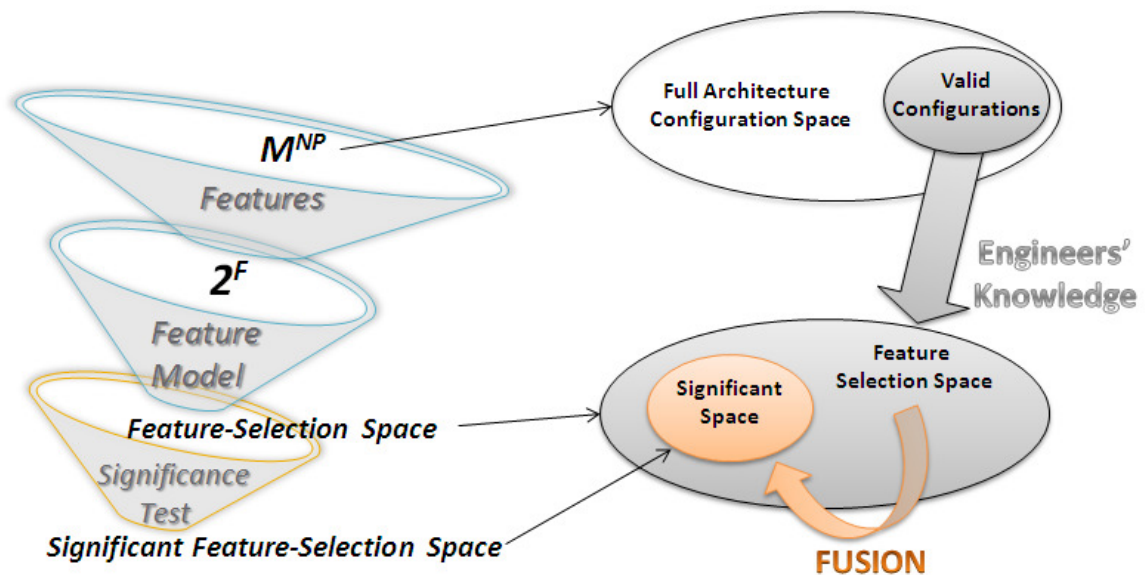 M^NP
Features
2^F
Feature
Model
Feature-Selection Space
Significance
Test
Significant Feature-Selection Space
Full Architecture
Configuration Space
Valid
Configurations
Engineers'
Knowledge
Feature
Selection Space
Significant
Space
FUSION